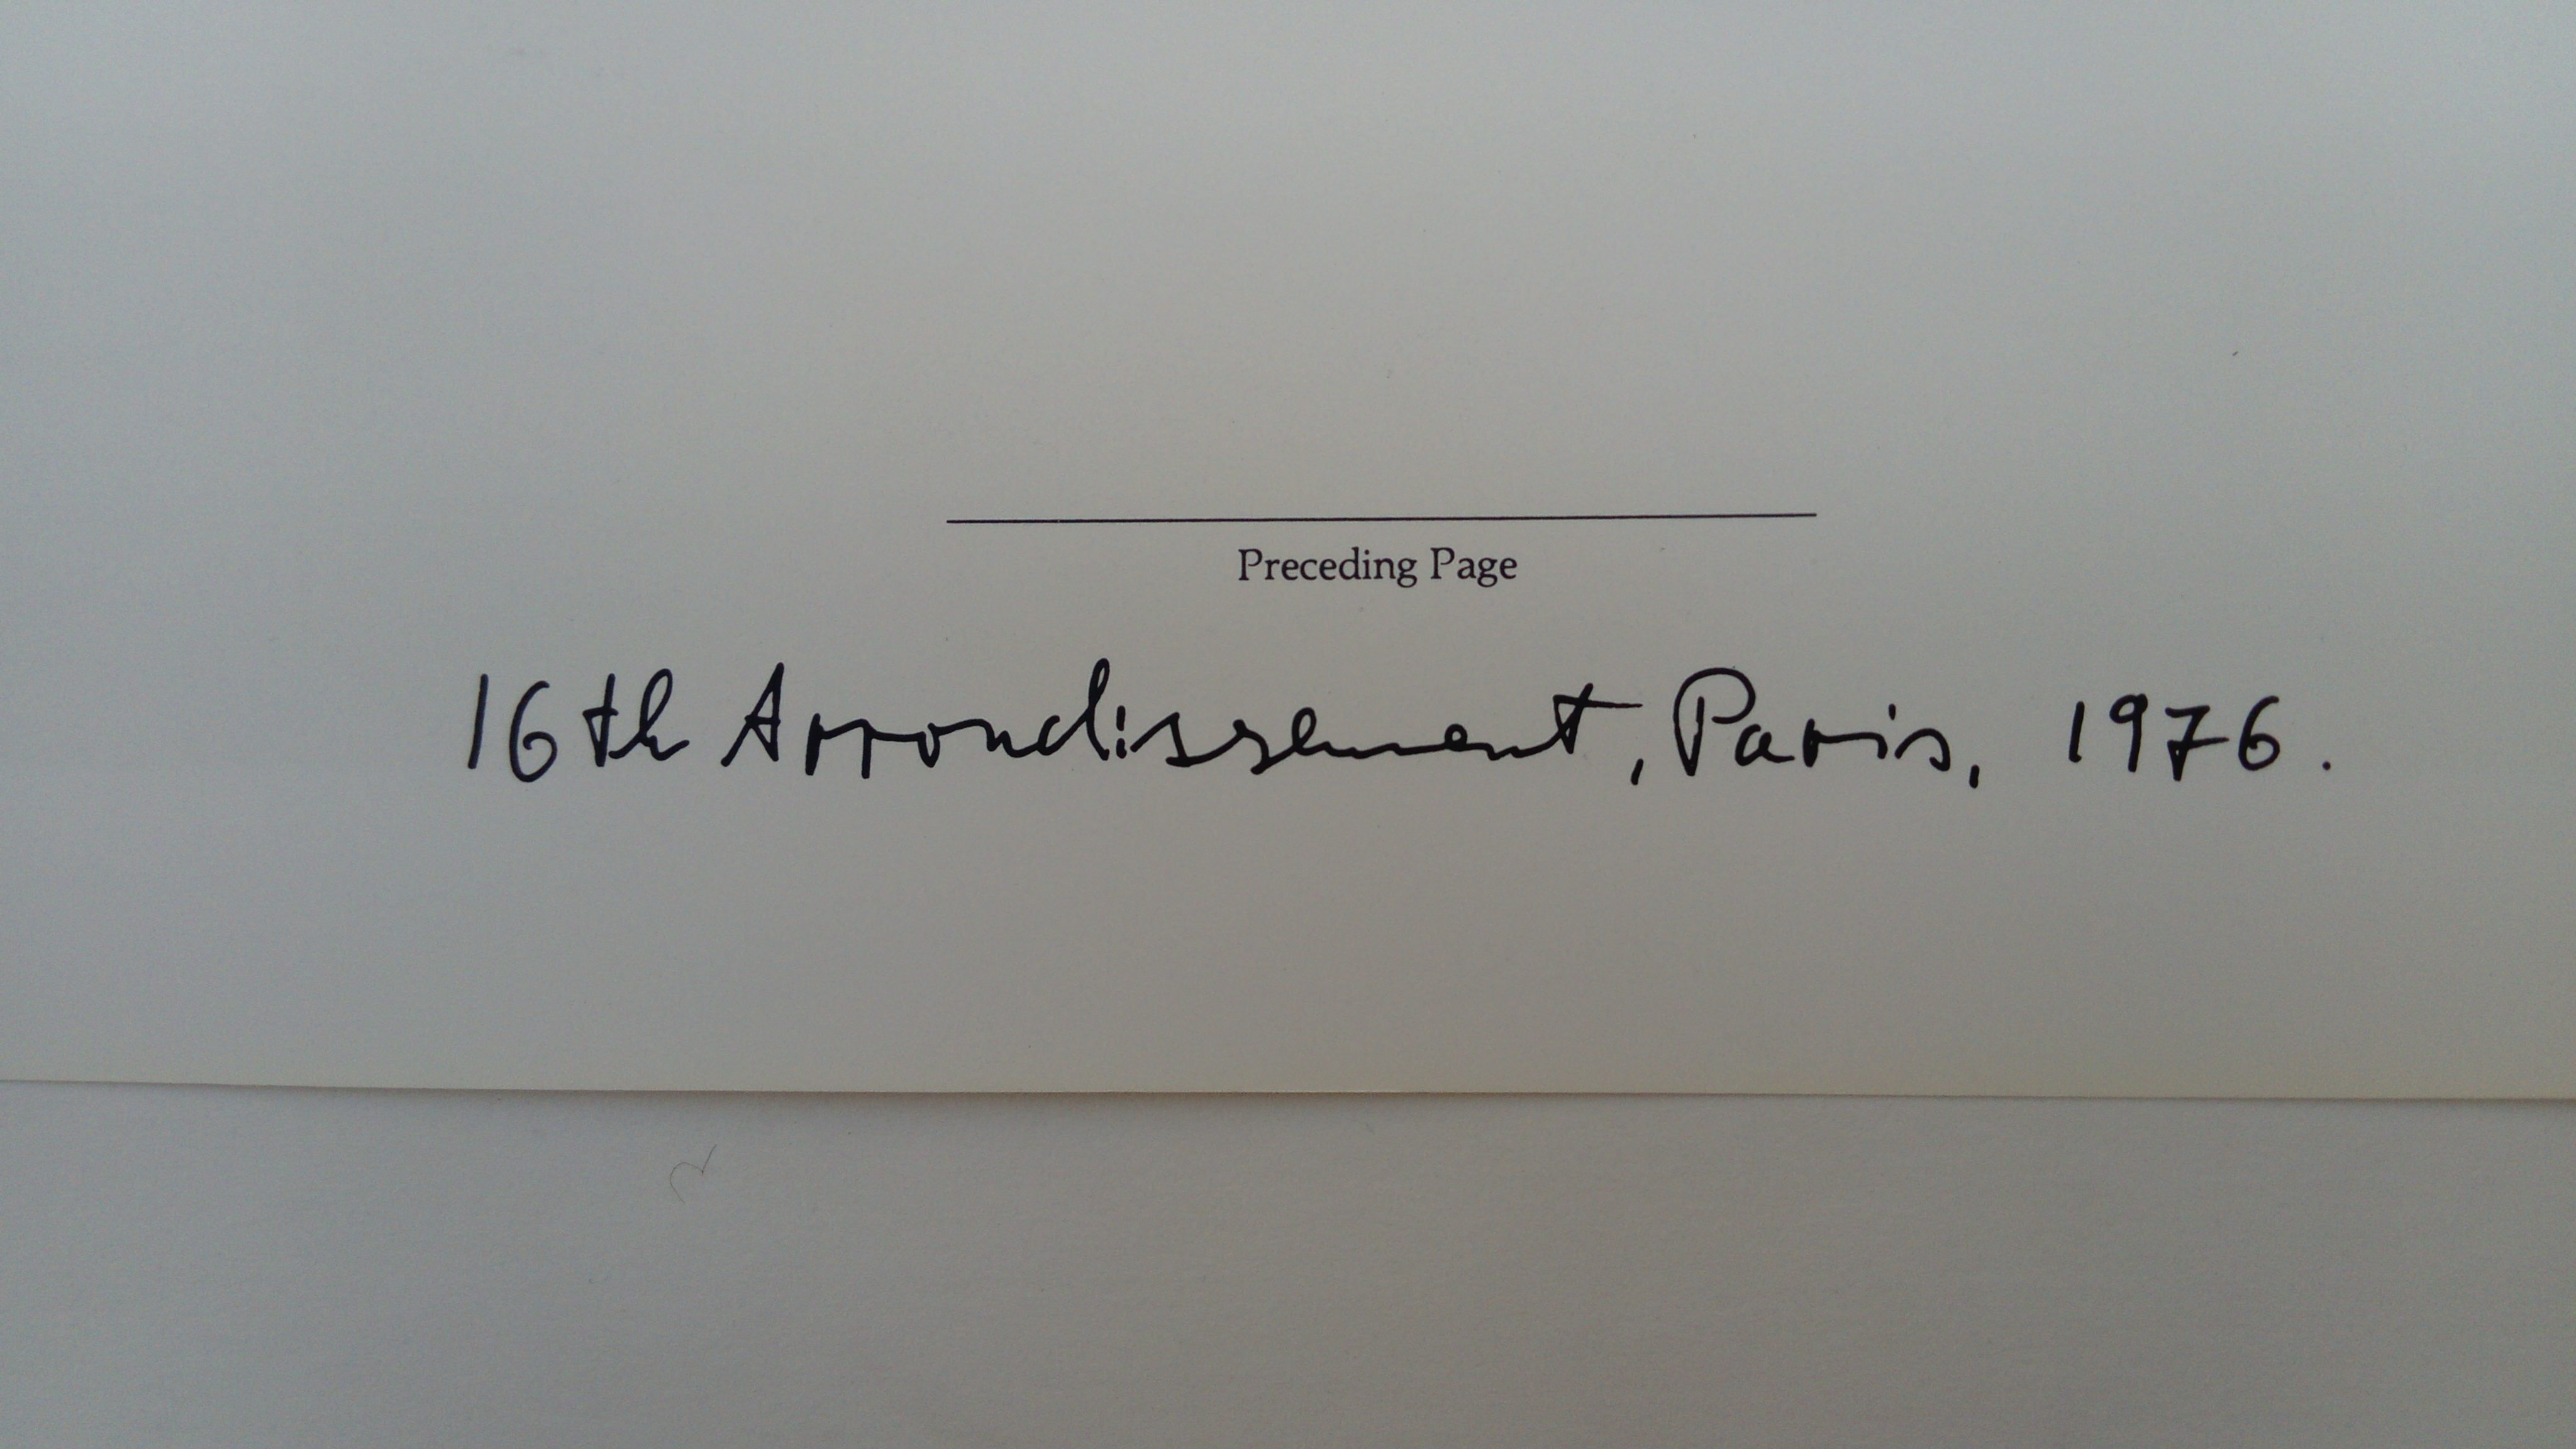 Preceding Page
16th Arrondissement, Paris, 1976.